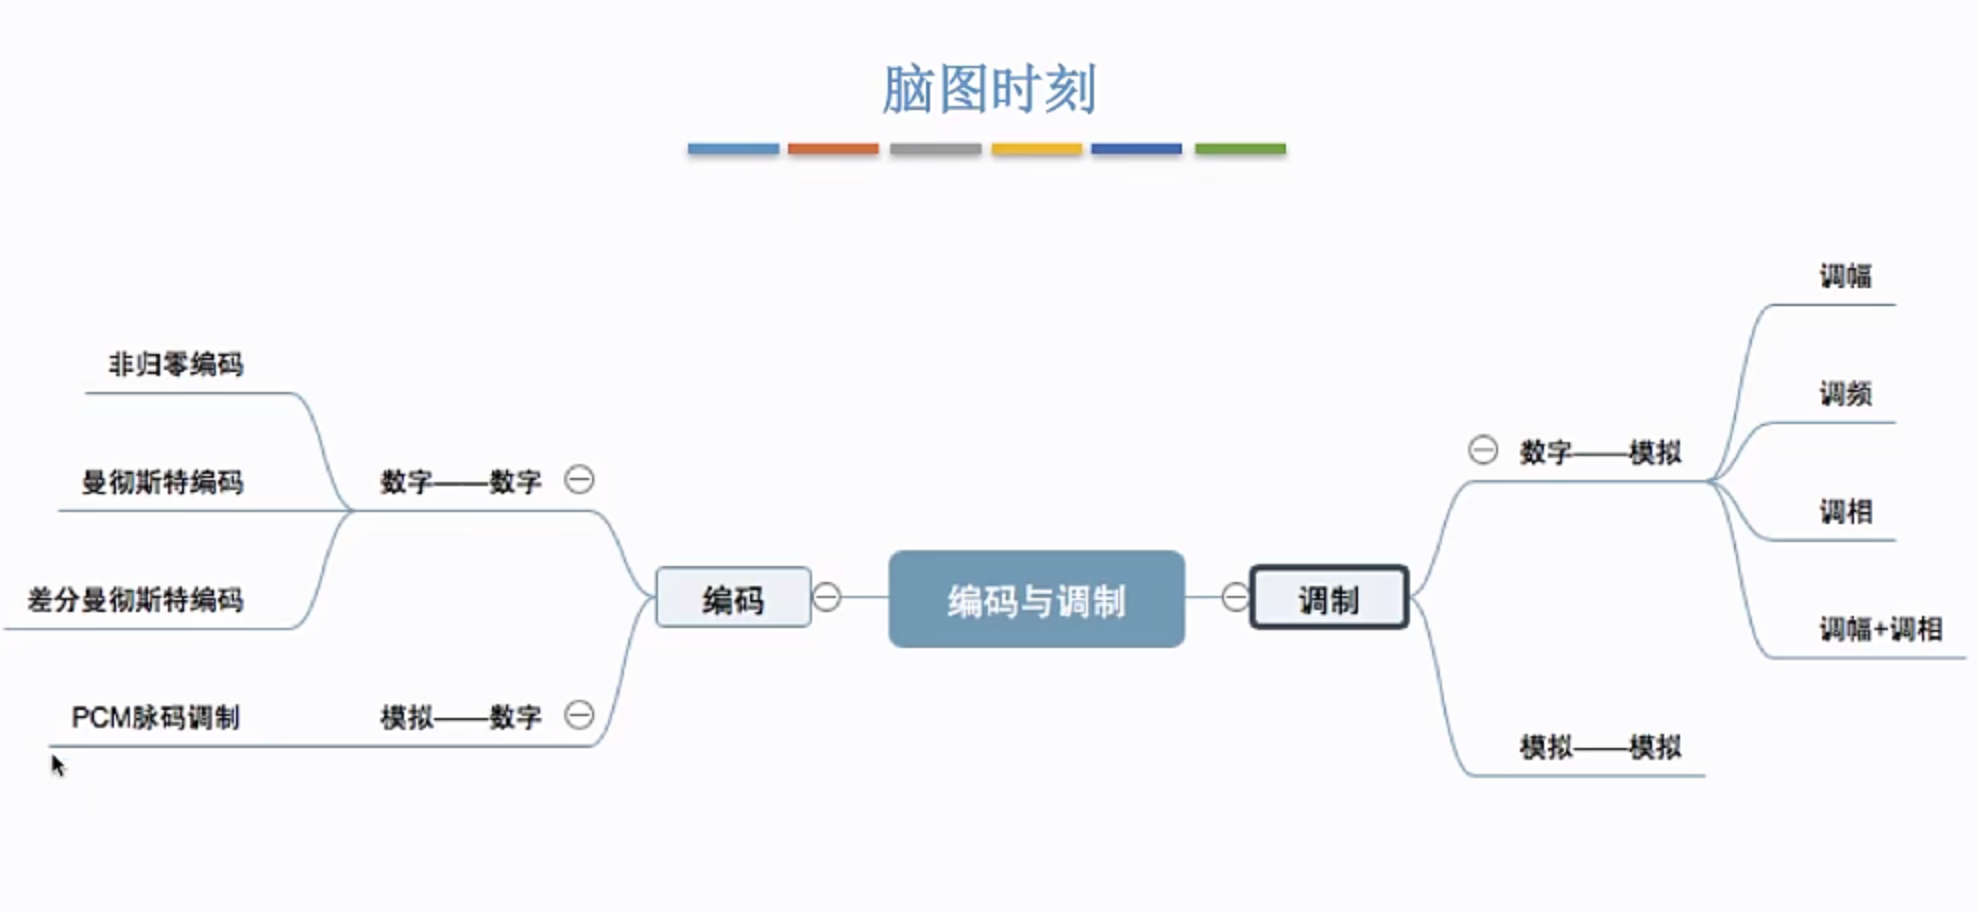 脑图时刻
非归零编码
曼彻斯特编码
差分曼彻斯特编码
数字——数字
PCM脉码调制
模拟——数字
编码
编码与调制
调制
数字——模拟
调幅
调频
调相
调幅+调相
模拟——模拟